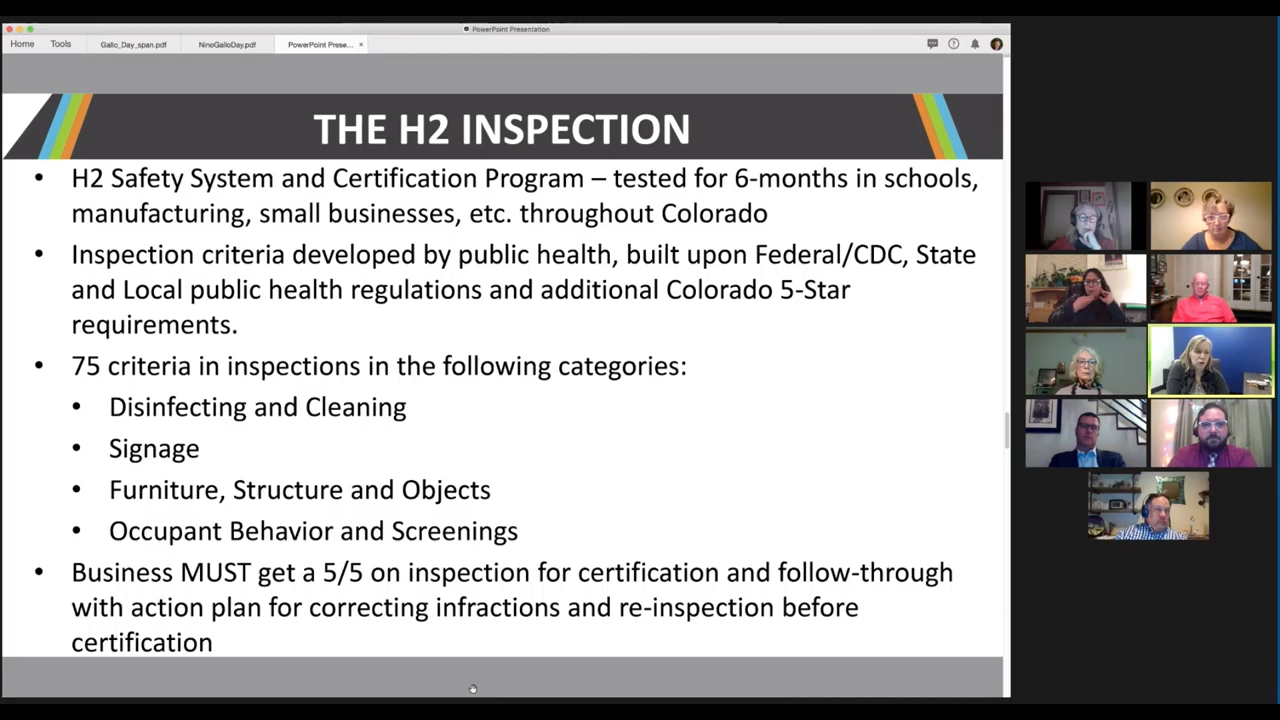 PowerPoint Presentation
Home
Tools
Gallo_Day_span.pdf
NinoGalloDay.pdf
PowerPoint Prese...
THE H2 INSPECTION
• H2 Safety System and Certification Program – tested for 6-months in schools,
manufacturing, small businesses, etc. throughout Colorado
• Inspection criteria developed by public health, built upon Federal/CDC, State
and Local public health regulations and additional Colorado 5-Star
requirements.
• 75 criteria in inspections in the following categories:
• Disinfecting and Cleaning
• Signage
• Furniture, Structure and Objects
• Occupant Behavior and Screenings
• Business MUST get a 5/5 on inspection for certification and follow-through
with action plan for correcting infractions and re-inspection before
certification